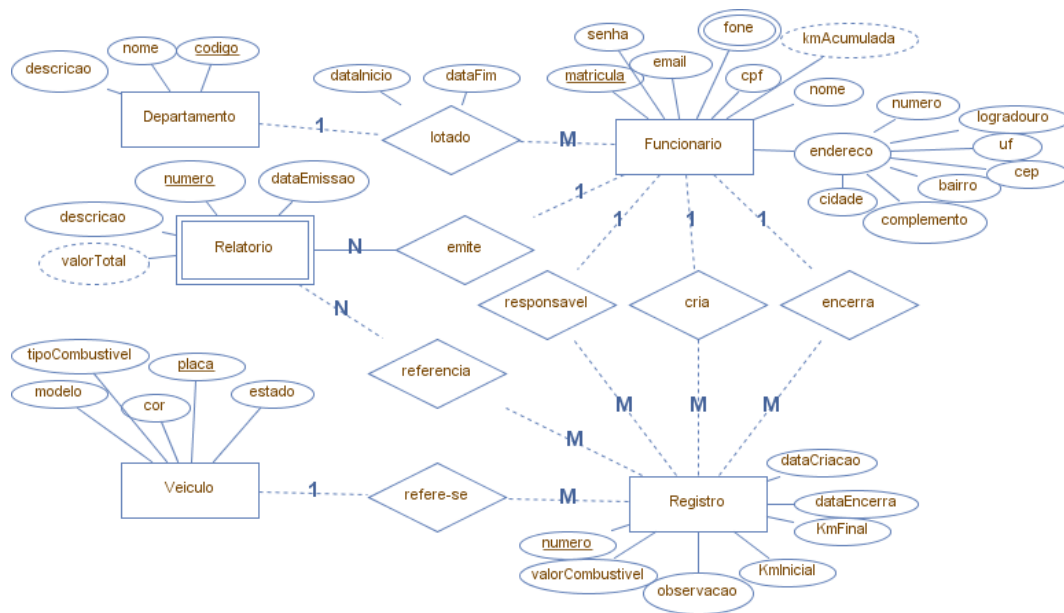 senha
fone
kmAcumulada
nome
codigo
descricao
dataInicio
dataFim
matricula
email
cpf
nome
numero
logradouro
Departamento
1
lotado
M
Funcionario
endereco
uf
cep
bairro
cidade
complemento
numero
dataEmissao
descricao
valorTotal
Relatorio
N
emite
1
1
1
1
responsavel
cria
encerra
N
tipoCombustivel
placa
modelo
cor
estado
referencia
M
M
M
M
Veiculo
1
refere-se
M
Registro
dataCriacao
dataEncerra
KmFinal
numero
valorCombustivel
observacao
KmInicial